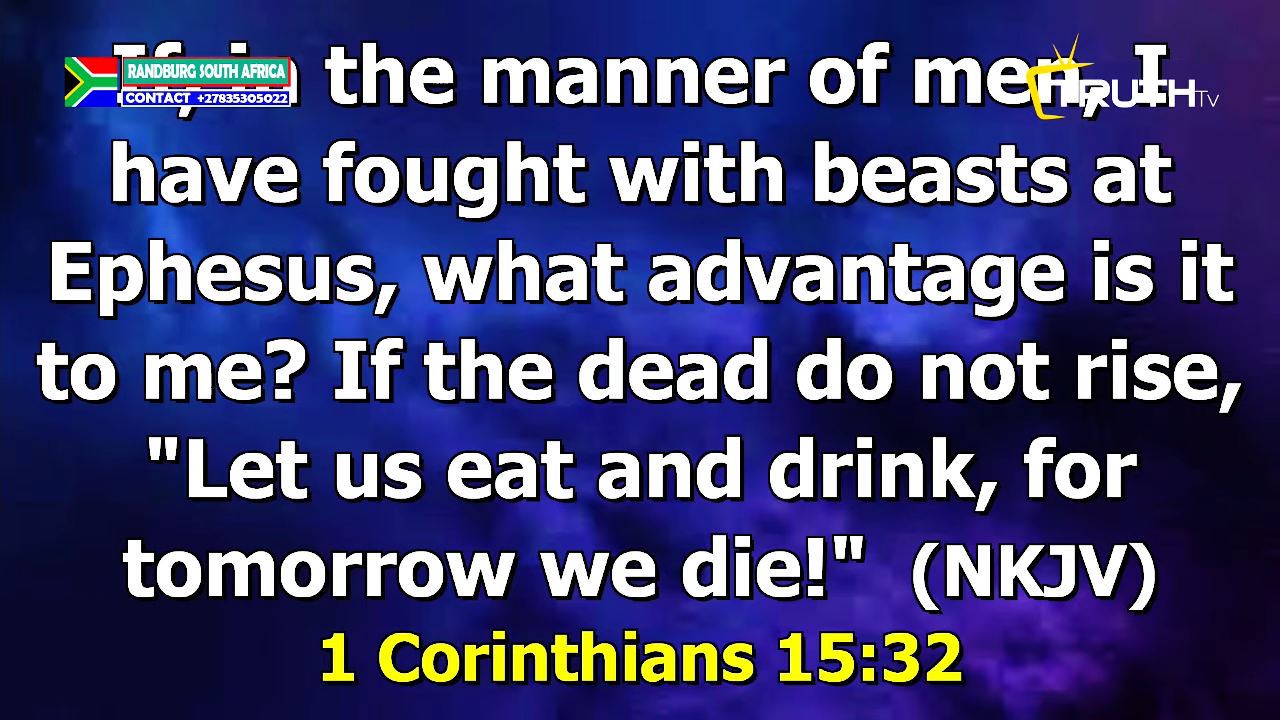 If, in the manner of men, I
RANDBURG SOUTH AFRICA
CONTACT +27835305022
iTRUTH TV
have fought with beasts at
Ephesus, what advantage is it
to me? If the dead do not rise,
"Let us eat and drink, for
tomorrow we die!" (NKJV)
1 Corinthians 15:32